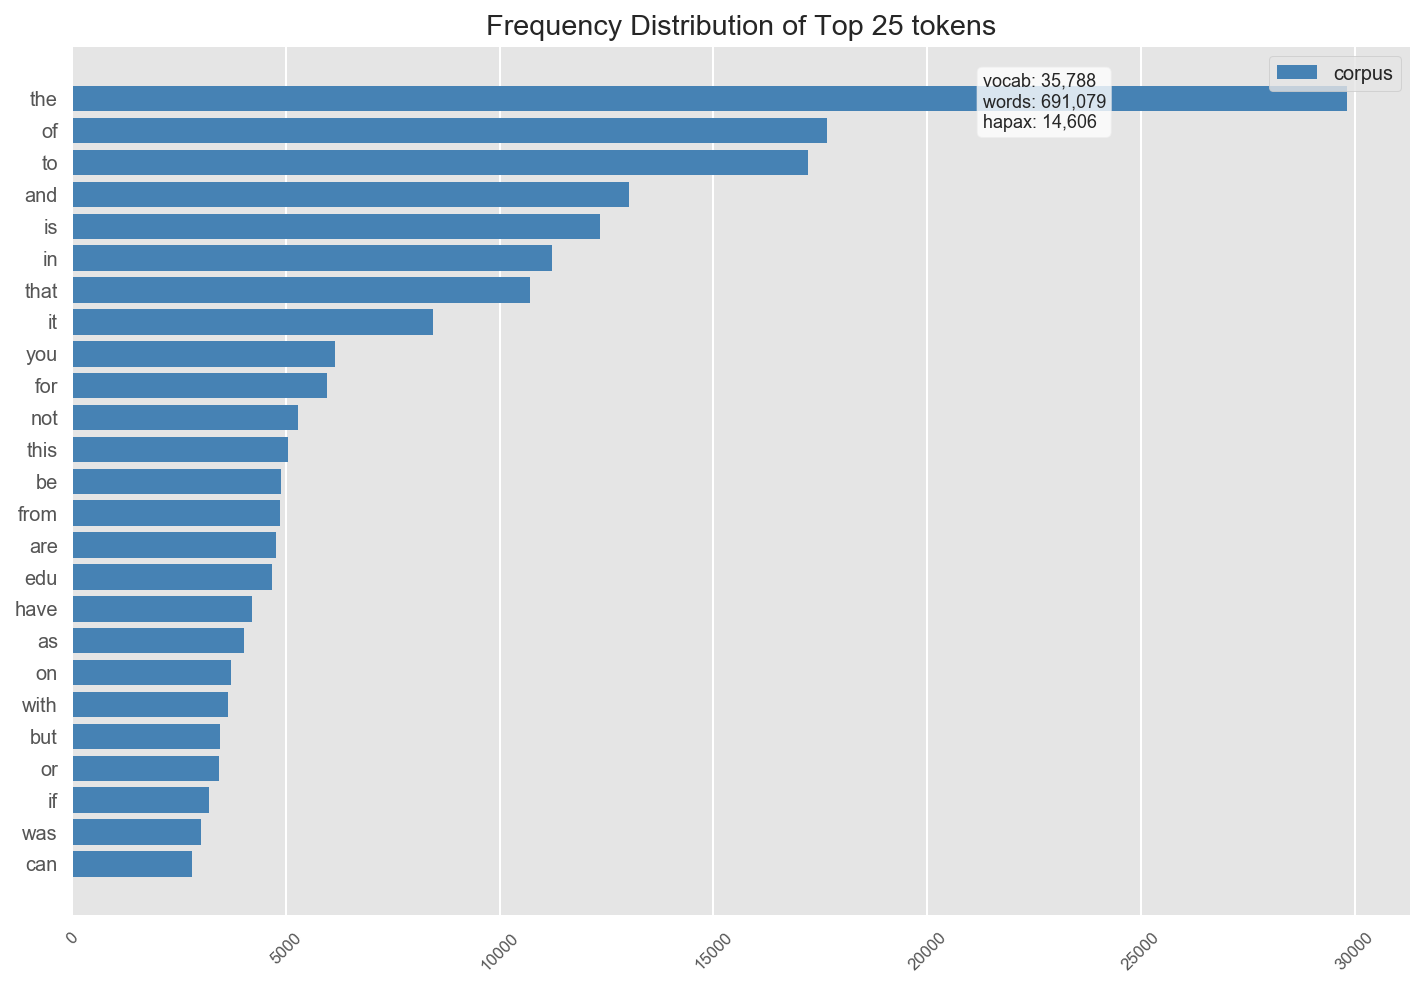 Frequency Distribution of Top 25 tokens
corpus
vocab: 35,788
words: 691,079
hapax: 14,606
the
of
to
and
is
in
that
it
you
for
not
this
be
from
are
edu
have
as
on
with
but
or
if
was
can
0
5000
10000
15000
20000
25000
30000